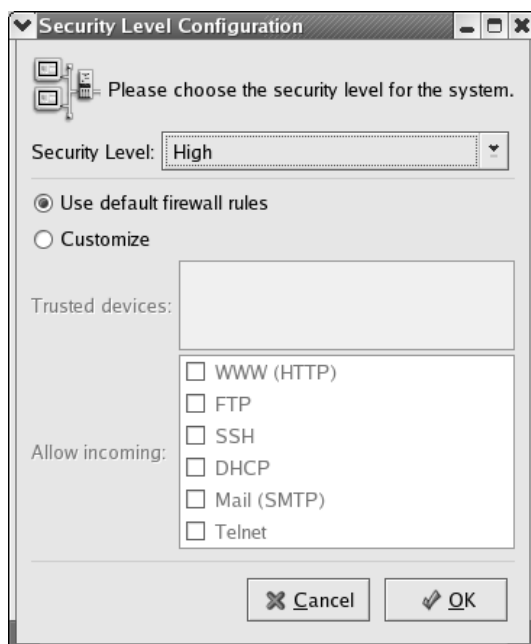 Security Level Configuration
Please choose the security level for the system.
Security Level: High
Use default firewall rules
Customize
Trusted devices:
Allow incoming:
WWW (HTTP)
FTP
SSH
DHCP
Mail (SMTP)
Telnet
Cancel OK